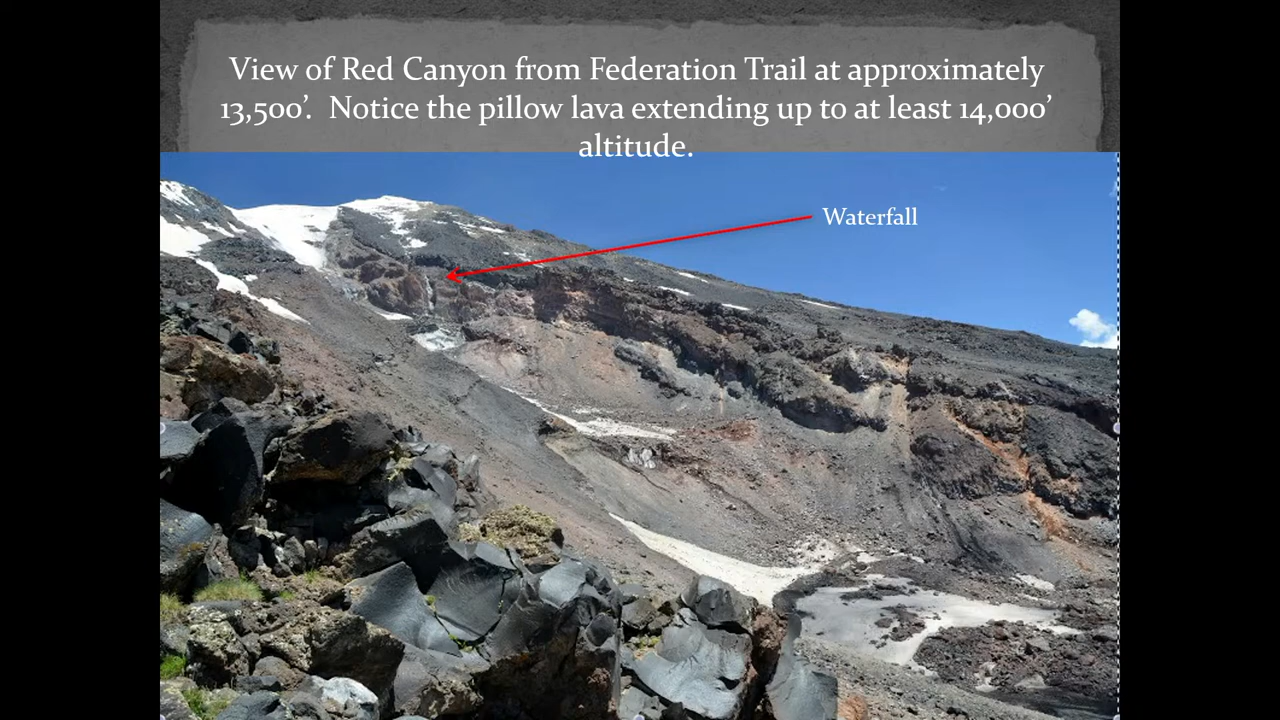 View of Red Canyon from Federation Trail at approximately
13,500’.  Notice the pillow lava extending up to at least 14,000’
altitude.
Waterfall